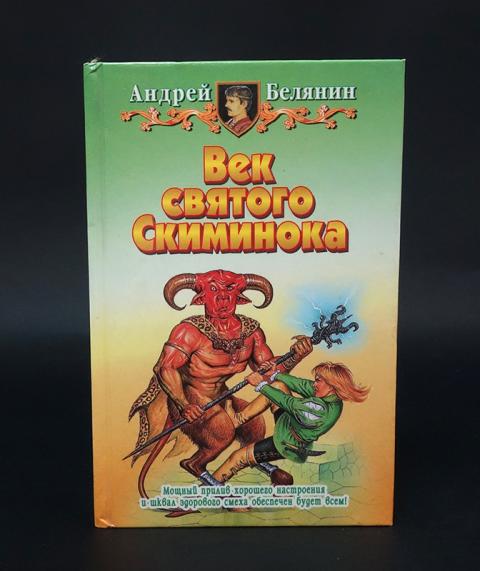 Андрей Белянин
Век
святого
Скиминока
Мощный прилив хорошего настроения
и шквал здорового смеха обеспечен будет всем!